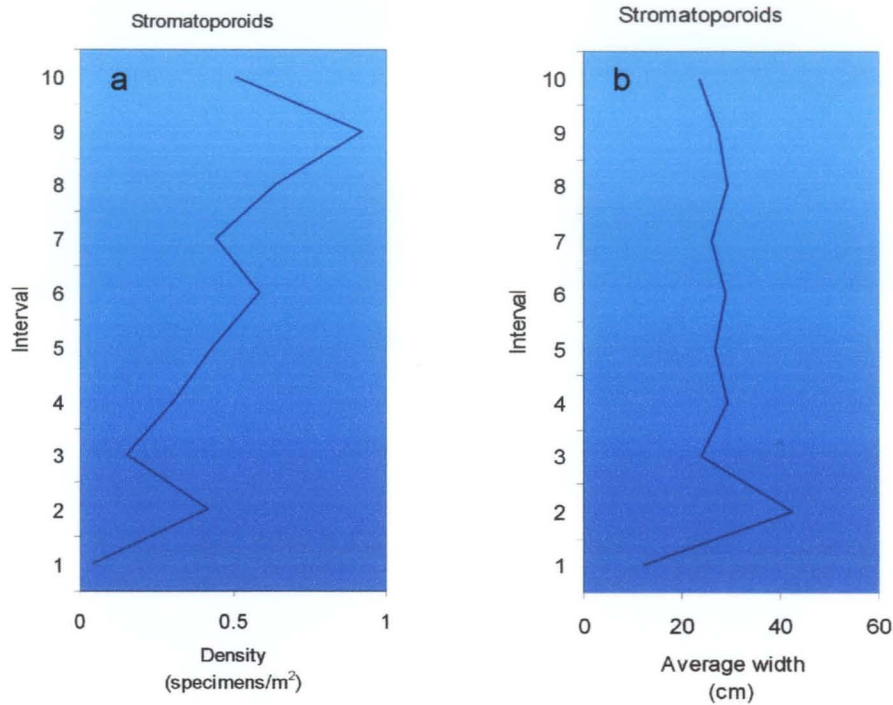 Stromatoporoids
a
10
9
8
7
6
5
4
3
2
1
Interval
0 0.5 1
Density
(specimens/m²)
Stromatoporoids
b
10
9
8
7
6
5
4
3
2
1
Interval
0 20 40 60
Average width
(cm)